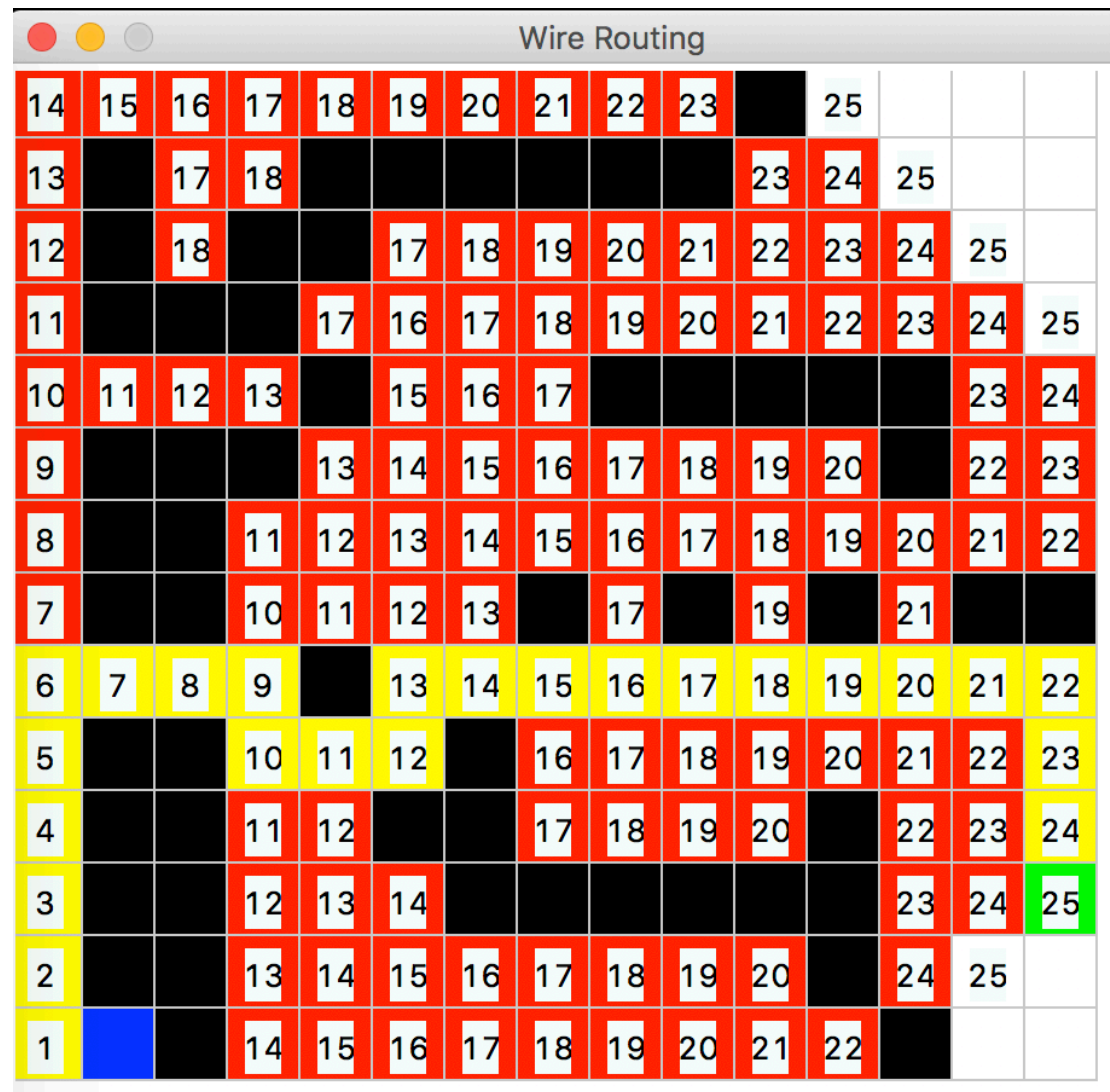 Wire Routing
14 15 16 17 18 19 20 21 22 23 25
13 17 18 23 24 25
12 18 17 18 19 20 21 22 23 24 25
11 17 16 17 18 19 20 21 22 23 24 25
10 11 12 13 15 16 17 23 24
9 13 14 15 16 17 18 19 20 22 23
8 11 12 13 14 15 16 17 18 19 20 21 22
7 10 11 12 13 17 19 21
6 7 8 9 13 14 15 16 17 18 19 20 21 22
5 10 11 12 16 17 18 19 20 21 22 23
4 11 12 17 18 19 20 22 23 24
3 12 13 14 23 24 25
2 13 14 15 16 17 18 19 20 24 25
1 14 15 16 17 18 19 20 21 22